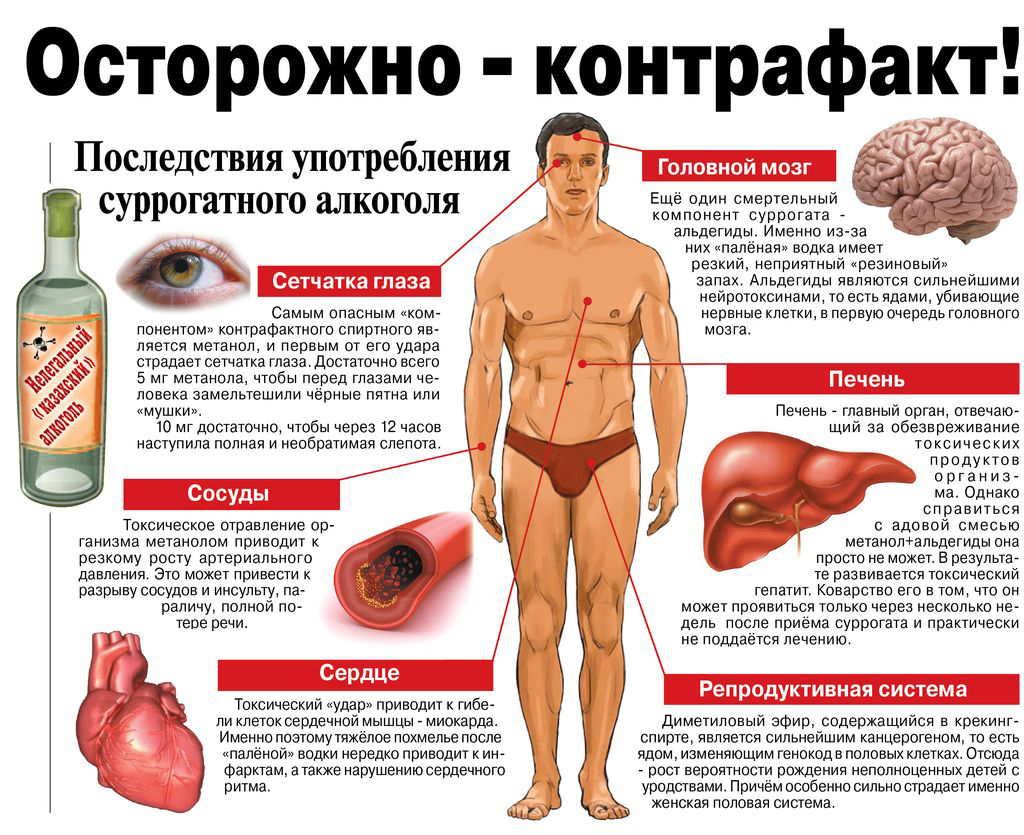 Осторожно - контрафакт!
Последствия употребления
суррогатного алкоголя
Нелегальный
«казахский»
алкоголь
Сетчатка глаза
Самым опасным «ком-
понентом» контрафактного спиртного яв-
ляется метанол, и первым от его удара
страдает сетчатка глаза. Достаточно всего
5 мг метанола, чтобы перед глазами че-
ловека замельтешили чёрные пятна или
«мушки».
10 мг достаточно, чтобы через 12 часов
наступила полная и необратимая слепота.
Сосуды
Токсическое отравление ор-
ганизма метанолом приводит к
резкому росту артериального
давления. Это может привести к
разрыву сосудов и инсульту, па-
раличу, полной по-
тере речи.
Сердце
Токсический «удар» приводит к гибе-
ли клеток сердечной мышцы - миокарда.
Именно поэтому тяжёлое похмелье после
«палёной» водки нередко приводит к ин-
фарктам, а также нарушению сердечного
ритма.
Головной мозг
Ещё один смертельный
компонент суррогата -
альдегиды. Именно из-за
них «палёная» водка имеет
резкий, неприятный «резиновый»
запах. Альдегиды являются сильнейшими
нейротоксинами, то есть ядами, убивающие
нервные клетки, в первую очередь головного
мозга.
Печень
Печень - главный орган, отвечаю-
щий за обезвреживание
токсических
продуктов
организ-
ма. Однако
справиться
с адовой смесью
метанол+альдегиды она
просто не может. В результа-
те развивается токсический
гепатит. Коварство его в том, что он
может проявиться только через несколько не-
дель после приёма суррогата и практически
не поддаётся лечению.
Репродуктивная система
Диметиловый эфир, содержащийся в крекинг-
спирте, является сильнейшим канцерогеном, то есть
ядом, изменяющим генокод в половых клетках. Отсюда
- рост вероятности рождения неполноценных детей с
уродствами. Причём особенно сильно страдает именно
женская половая система.